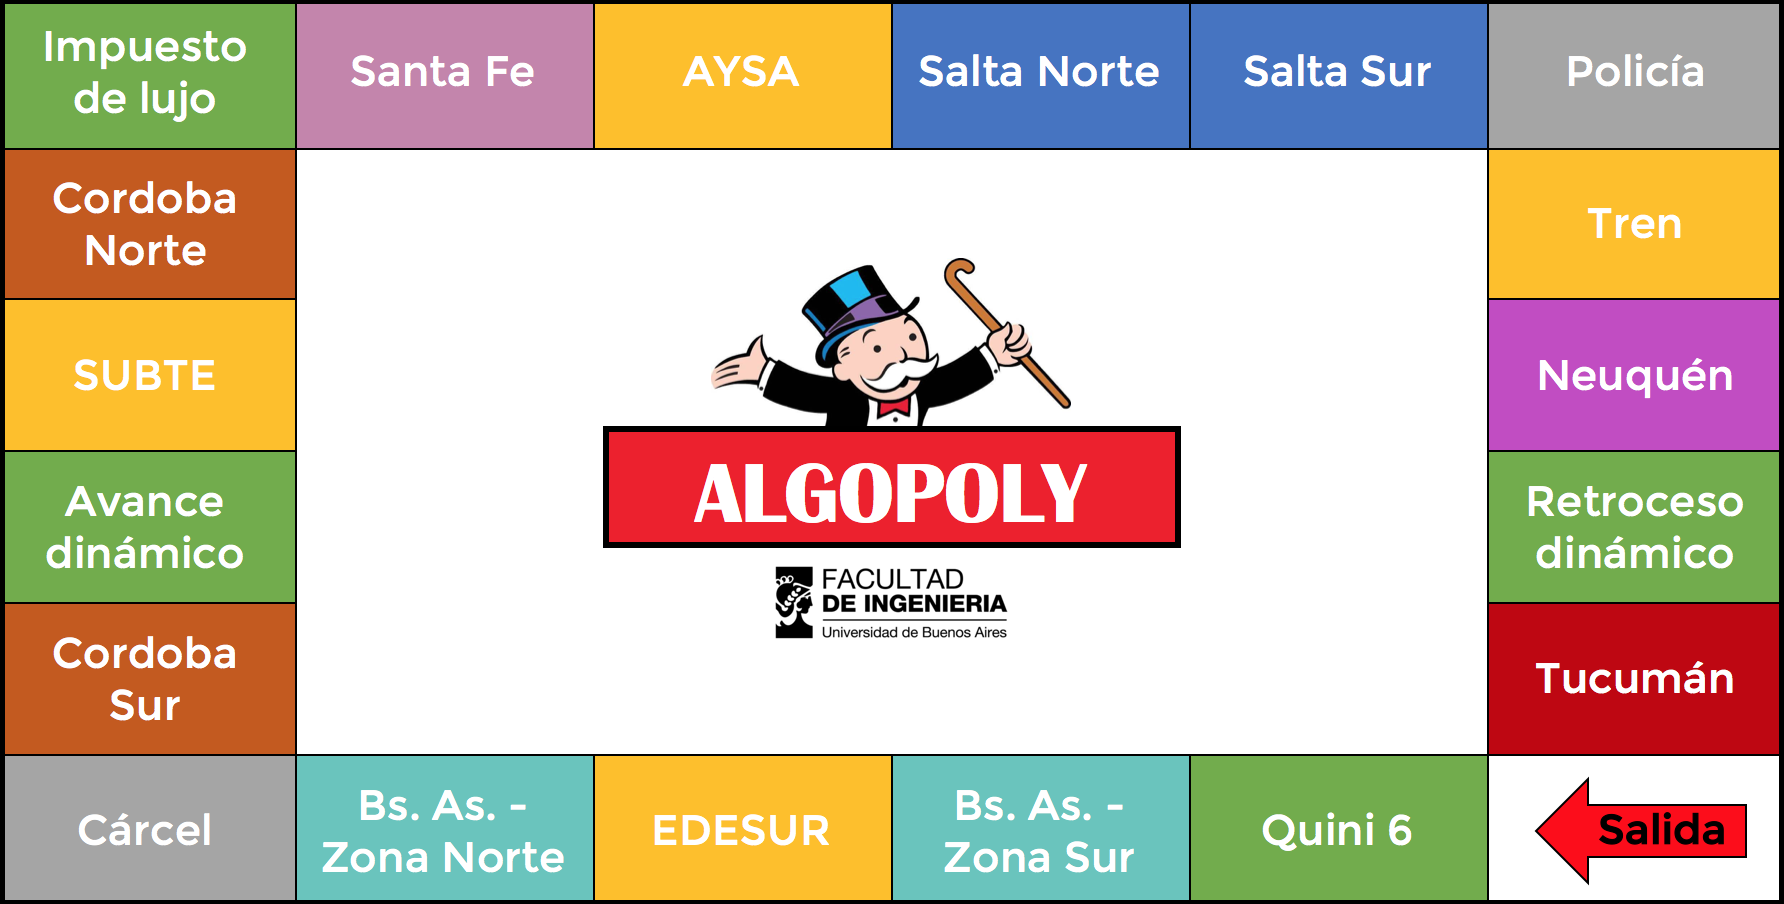 Impuesto
de lujo
Santa Fe
AYSA
Salta Norte
Salta Sur
Policía
Cordoba
Norte
Tren
SUBTE
Neuquén
Avance
dinámico
Retroceso
dinámico
Cordoba
Sur
Tucumán
ALGOPOLY
FACULTAD
DE INGENIERIA
Universidad de Buenos Aires
Cárcel
Bs. As. -
Zona Norte
EDESUR
Bs. As. -
Zona Sur
Quini 6
Salida